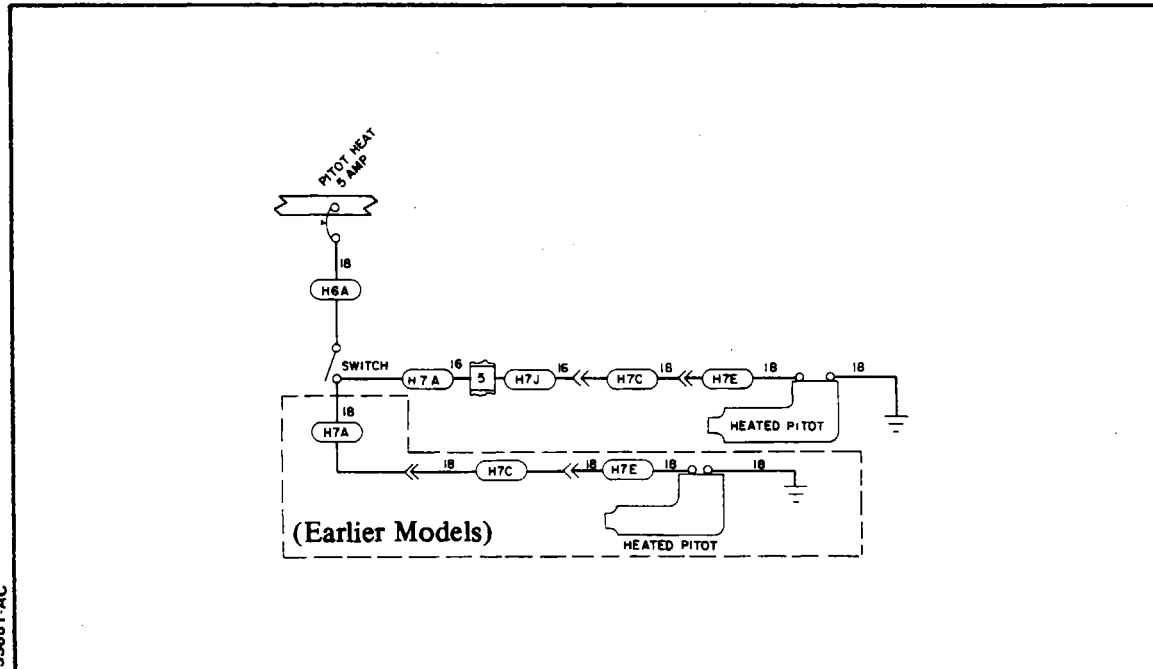 PITOT HEAT
5 AMP
18
H6A
SWITCH
H7A 16 5 H7J 16 H7C 18 H7E 18 18
HEATED PITOT
18
H7A
18 H7C 18 H7E 18 18
(Earlier Models)
HEATED PITOT